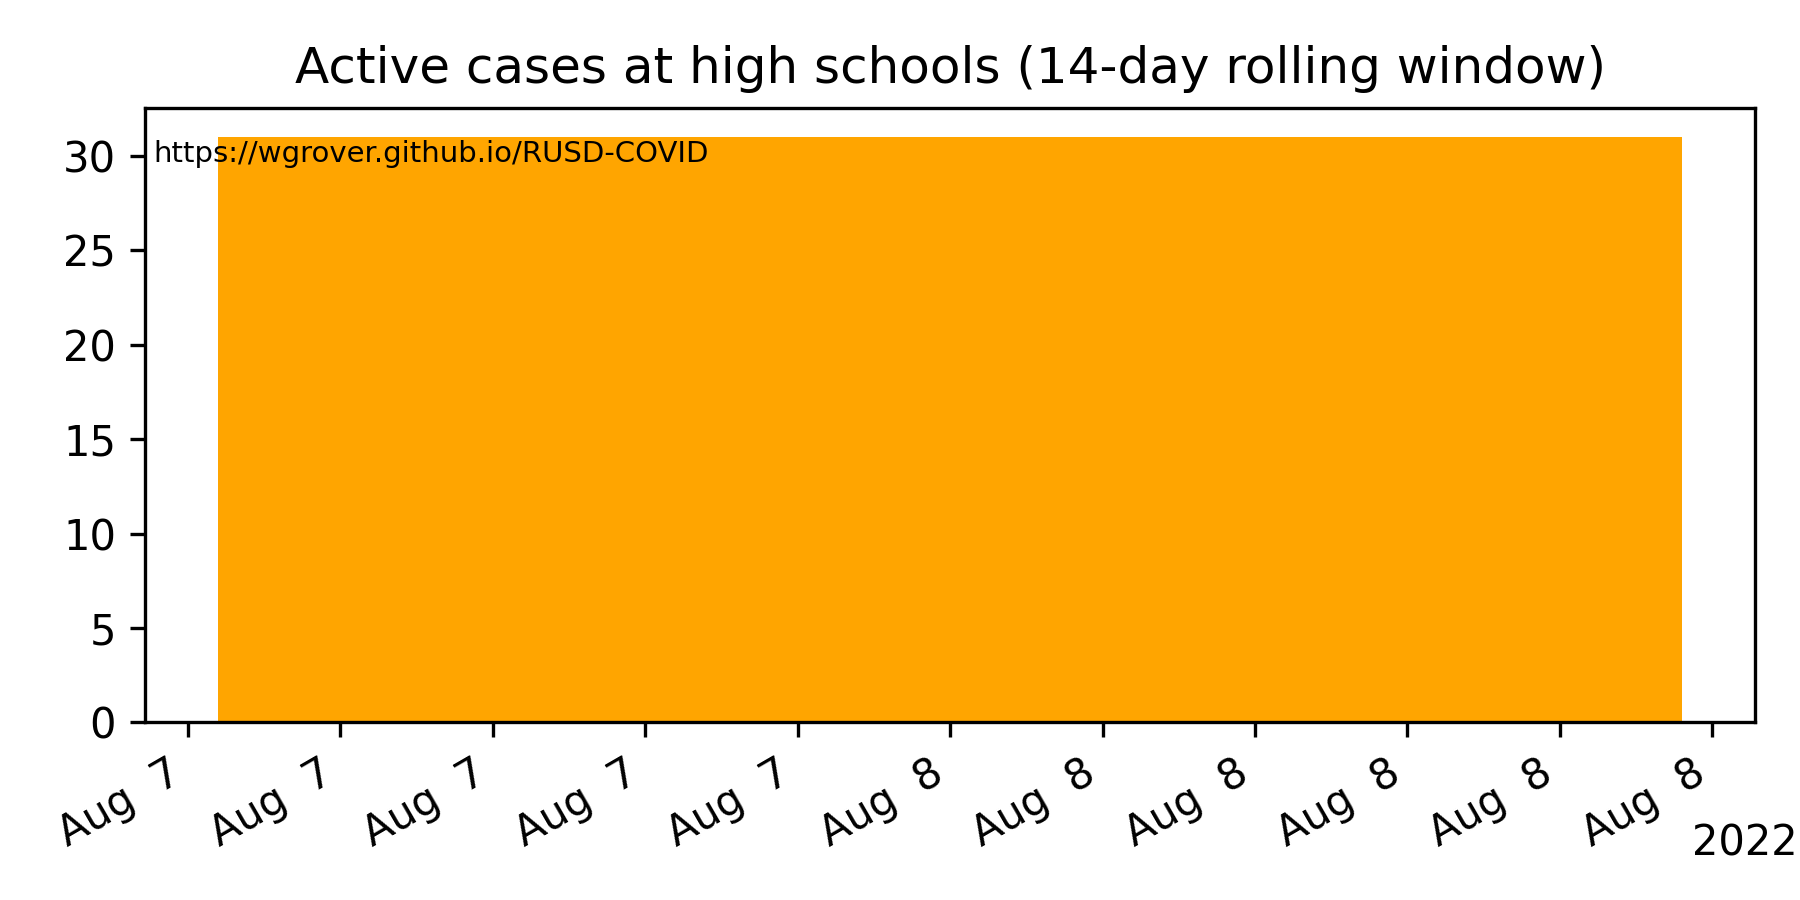 Active cases at high schools (14-day rolling window)
https://wgrover.github.io/RUSD-COVID
30
25
20
15
10
5
0
Aug 7
Aug 7
Aug 7
Aug 7
Aug 7
Aug 8
Aug 8
Aug 8
Aug 8
Aug 8
Aug 8
2022